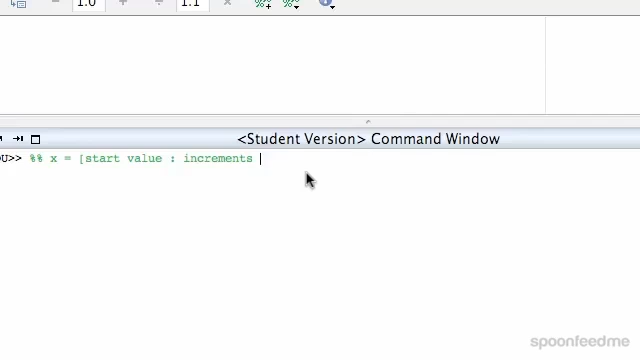 1.0 + ÷ 1.1 ×
<Student Version> Command Window
U>> %% x = [start value : increments
spoonfeedme